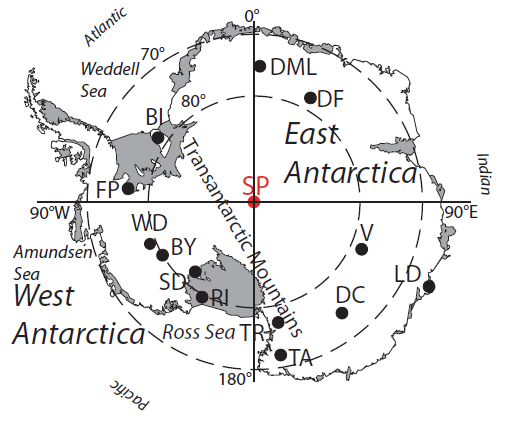 Atlantic
0°
70°
Weddell
Sea
DML
80°
DF
BI
East
Antarctica
Transantarctic Mountains
SP
Indian
FP
90°W
90°E
WD
V
BY
Amundsen
Sea
SD
LD
West
Antarctica
RI
DC
Ross Sea
TR
TA
180°
Pacific